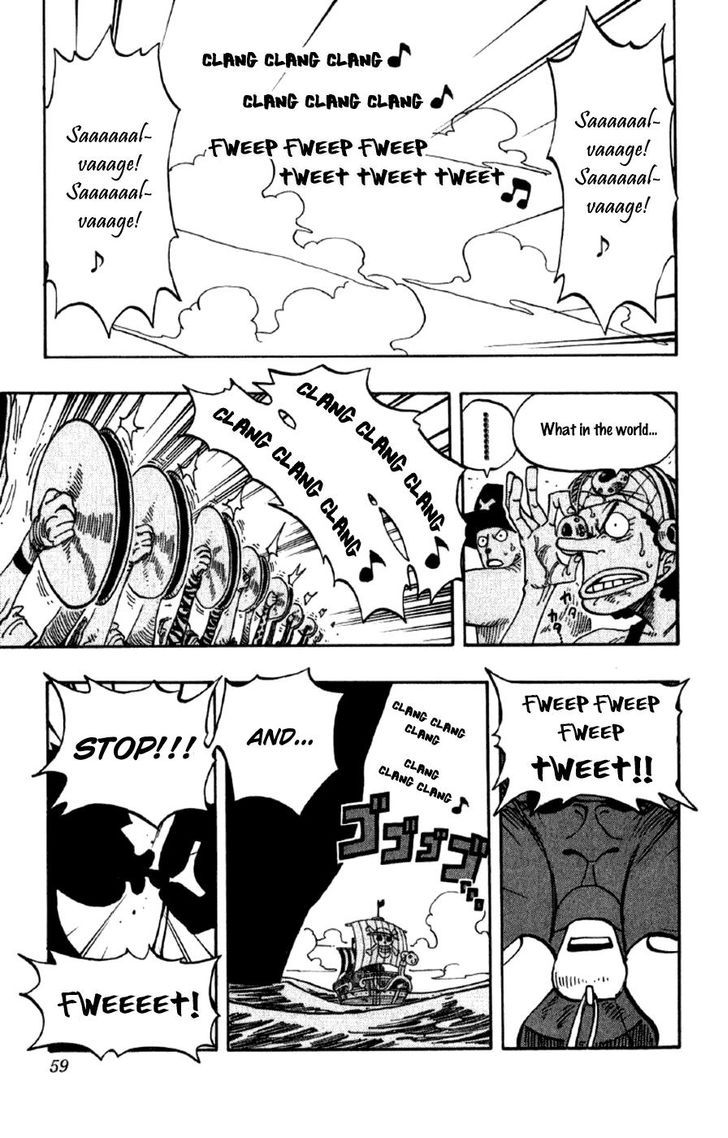 Saaaaaal-
vaaage!
Saaaaaal-
vaaage!
♪
CLANG CLANG CLANG ♪
CLANG CLANG CLANG ♪
FWEEP FWEEP FWEEP
TWEET TWEET TWEET ♫
Saaaaaal-
vaaage!
Saaaaaal-
vaaage!
♪
What in the world...
CLANG CLANG CLANG ♪
CLANG CLANG CLANG ♪
FWEEP FWEEP
FWEEP
TWEET!!
CLANG CLANG
CLANG
CLANG
CLANG CLANG ♪
ゴゴゴゴ…
AND...
STOP!!!
FWEEEET!
59